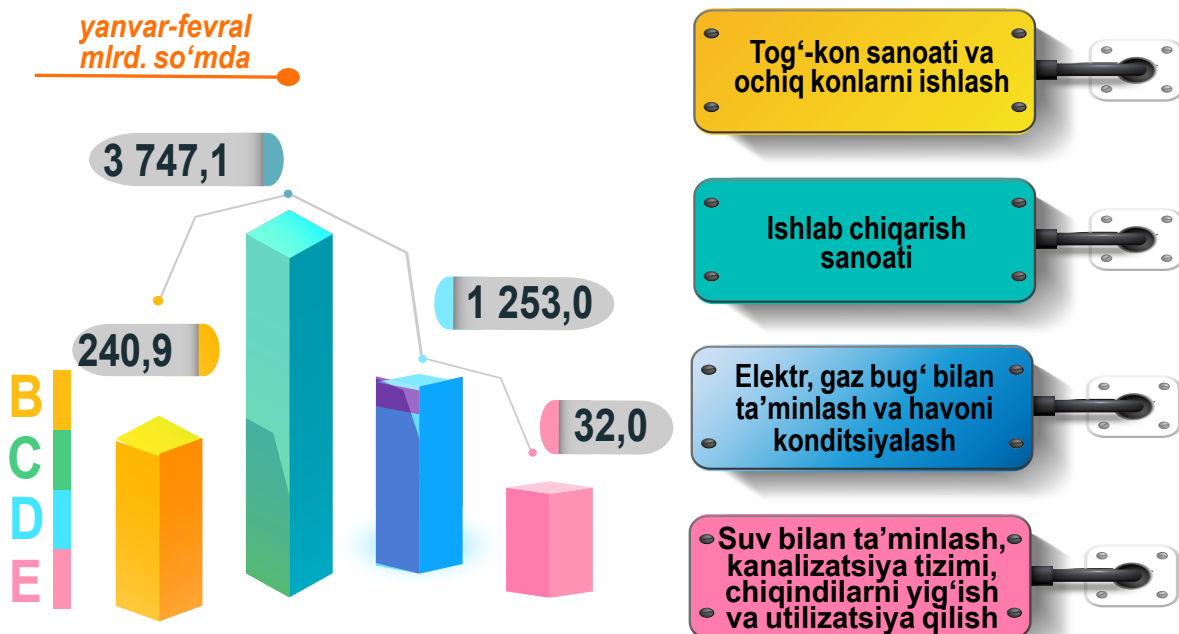 yanvar-fevral
mlrd. so‘mda
3 747,1
240,9
1 253,0
32,0
B
C
D
E
Tog‘-kon sanoati va
ochiq konlarni ishlash
Ishlab chiqarish
sanoati
Elektr, gaz bug‘ bilan
ta’minlash va havoni
konditsiyalash
Suv bilan ta’minlash,
kanalizatsiya tizimi,
chiqindilarni yig‘ish
va utilizatsiya qilish